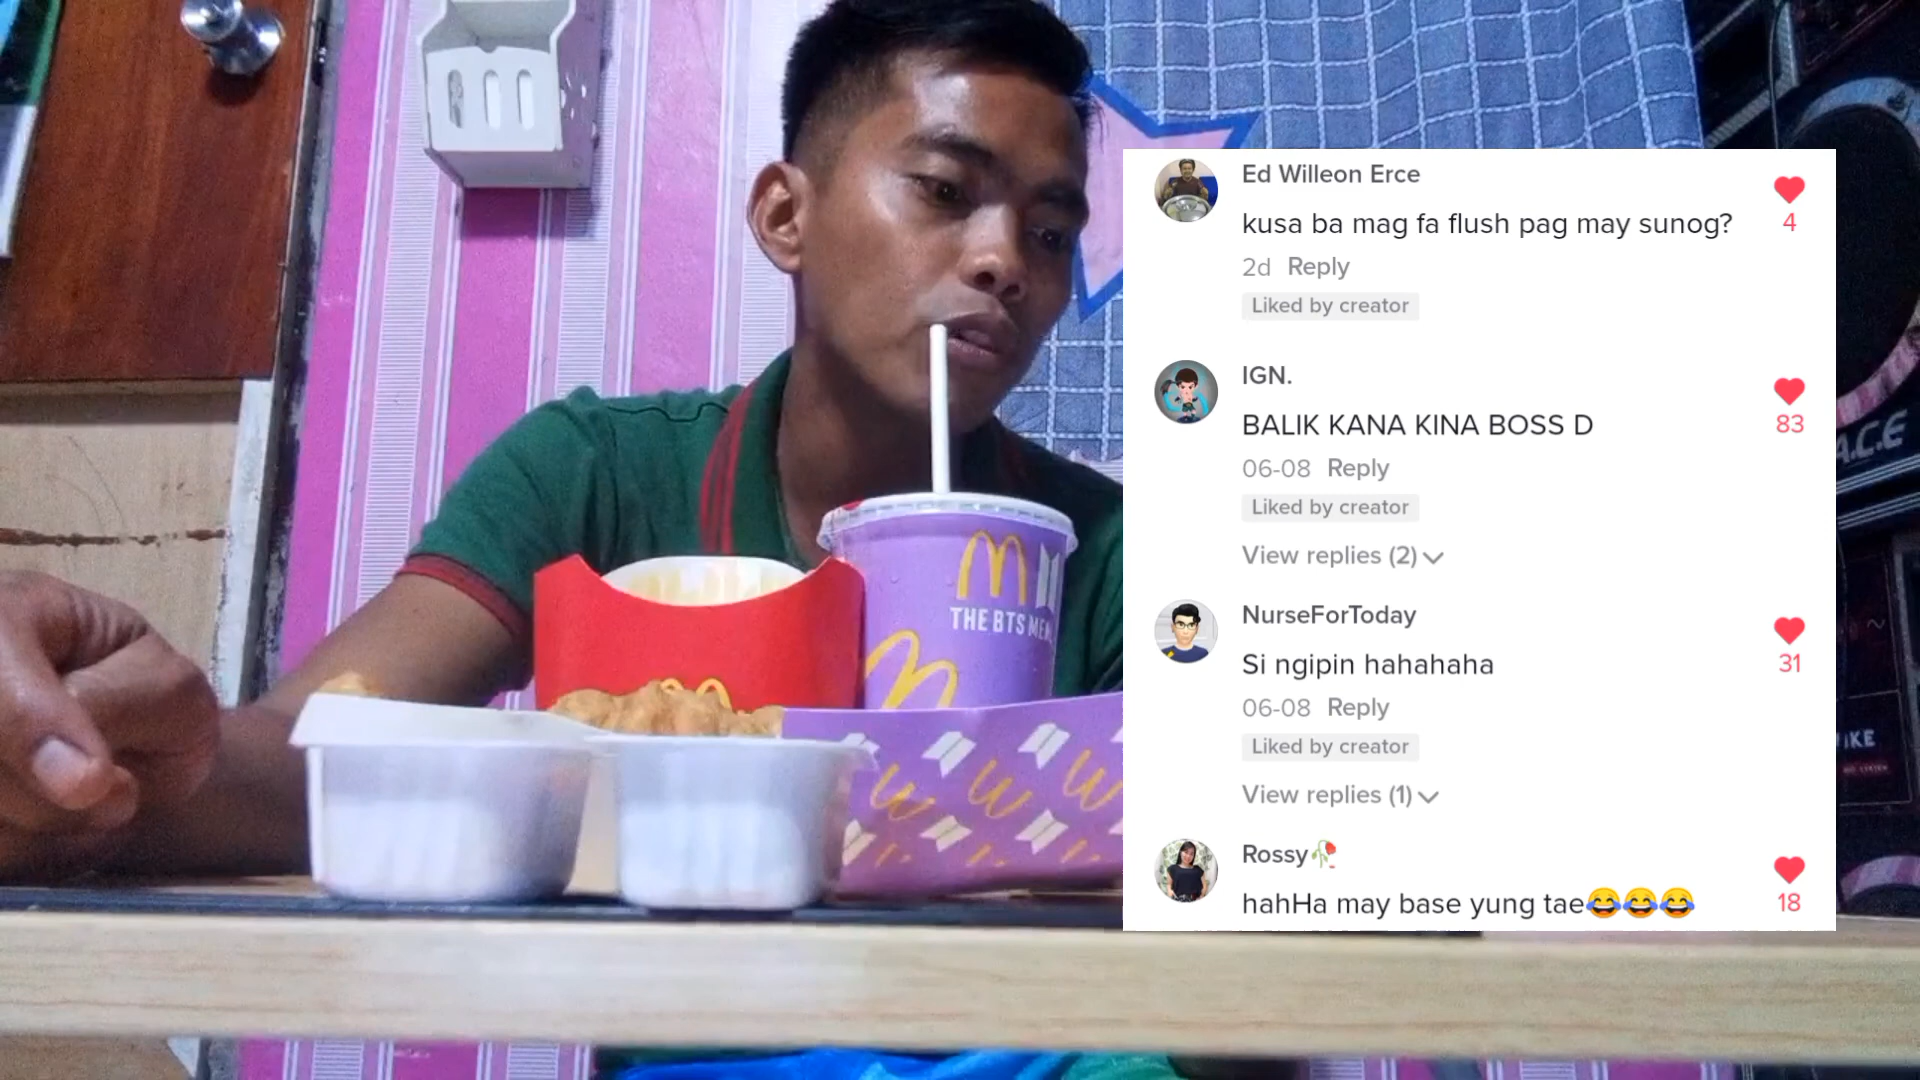 Ed Willeon Erce
kusa ba mag fa flush pag may sunog?
4
2d Reply
Liked by creator
IGN.
BALIK KANA KINA BOSS D
83
06-08 Reply
Liked by creator
View replies (2)
NurseForToday
Si ngipin hahahaha
31
06-08 Reply
Liked by creator
View replies (1)
Rossy🥀
hahHa may base yung tae😂😂😂
18
THE BTS MEN
A.C.E